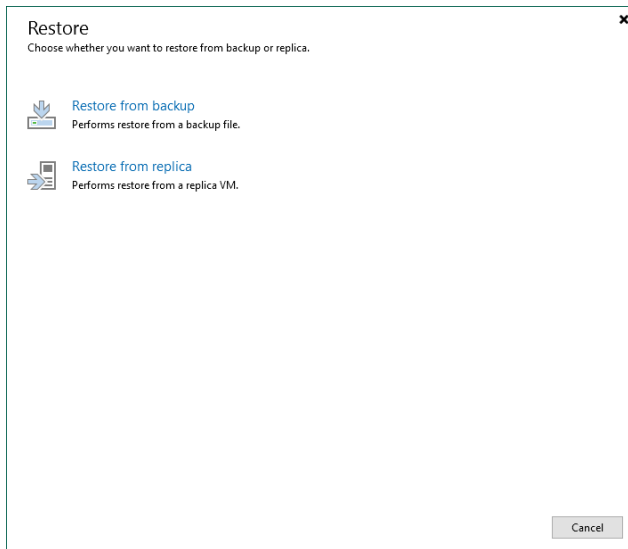 Restore
Choose whether you want to restore from backup or replica.
Restore from backup
Performs restore from a backup file.
Restore from replica
Performs restore from a replica VM.
Cancel